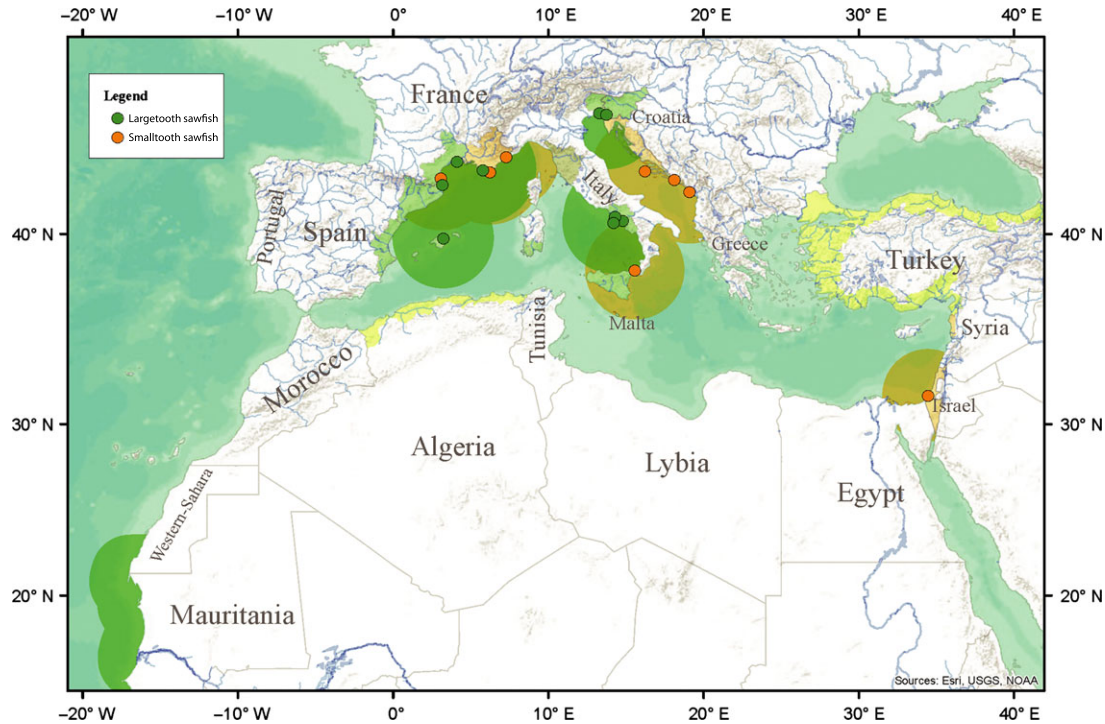 −20° W −10° W 0° 10° E 20° E 30° E 40° E
Legend
Largetooth sawfish
Smalltooth sawfish
France
Croatia
Italy
Portugal
Spain
40° N 40° N
Greece
Turkey
Malta
Tunisia
Syria
Morocco
Israel
30° N 30° N
Algeria
Lybia
Egypt
Western-Sahara
20° N 20° N
Mauritania
Sources: Esri, USGS, NOAA
−20° W −10° W 0° 10° E 20° E 30° E 40° E